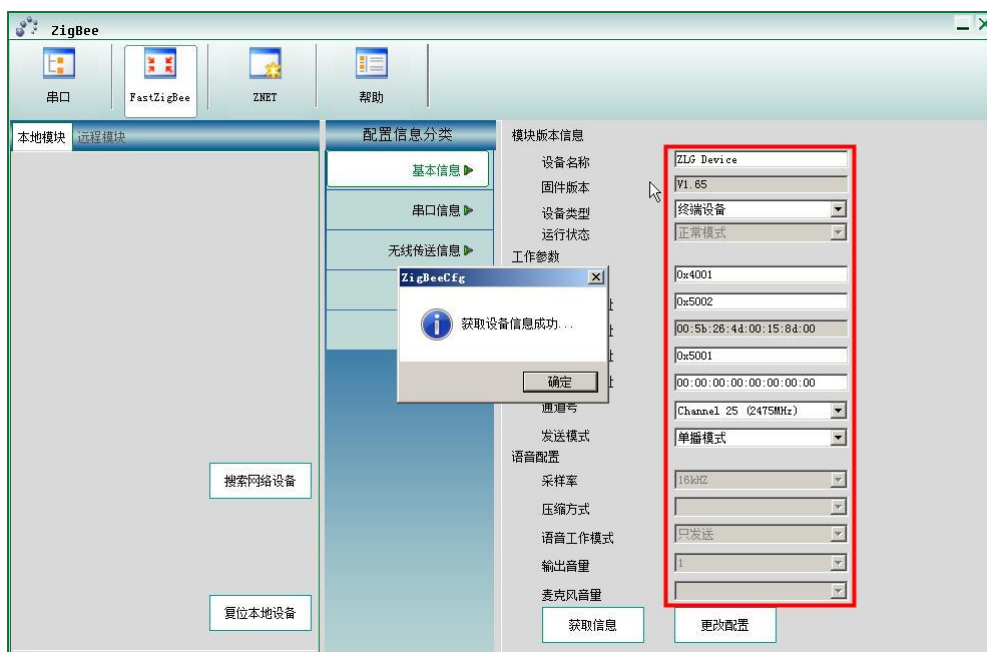 ZigBee
串口
FastZigBee
ZNET
帮助
本地模块 远程模块
搜索网络设备
复位本地设备
配置信息分类
基本信息
串口信息
无线传送信息
ZigBeeCfg
获取设备信息成功...
确定
模块版本信息
设备名称 ZLG Device
固件版本 V1.65
设备类型 终端设备
运行状态 正常模式
工作参数
0x4001
0x5002
00:5b:26:4d:00:15:8d:00
0x5001
00:00:00:00:00:00:00:00
通道号 Channel 25 (2475MHz)
发送模式 单播模式
语音配置
采样率 16kHZ
压缩方式
语音工作模式 只发送
输出音量 1
麦克风音量
获取信息 更改配置